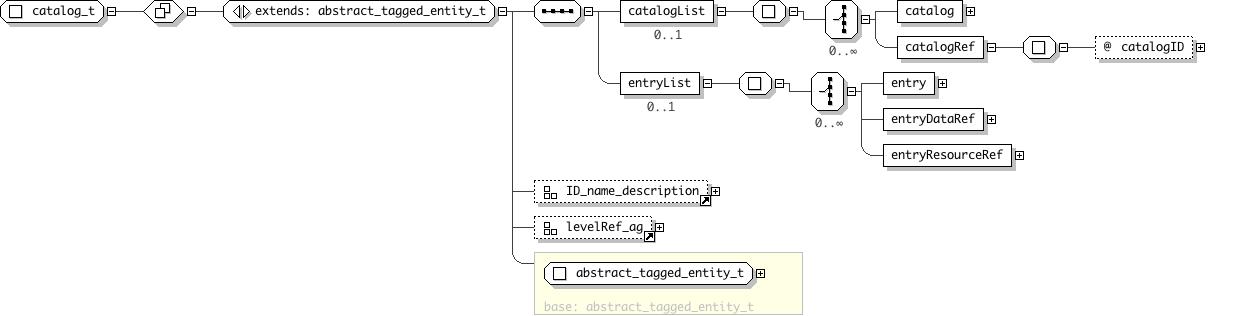 catalog_t
extends: abstract_tagged_entity_t
catalogList
0..1
catalog
0..∞
catalogRef
@ catalogID
entryList
0..1
entry
0..∞
entryDataRef
entryResourceRef
ID_name_description
levelRef_ag
abstract_tagged_entity_t
base: abstract_tagged_entity_t